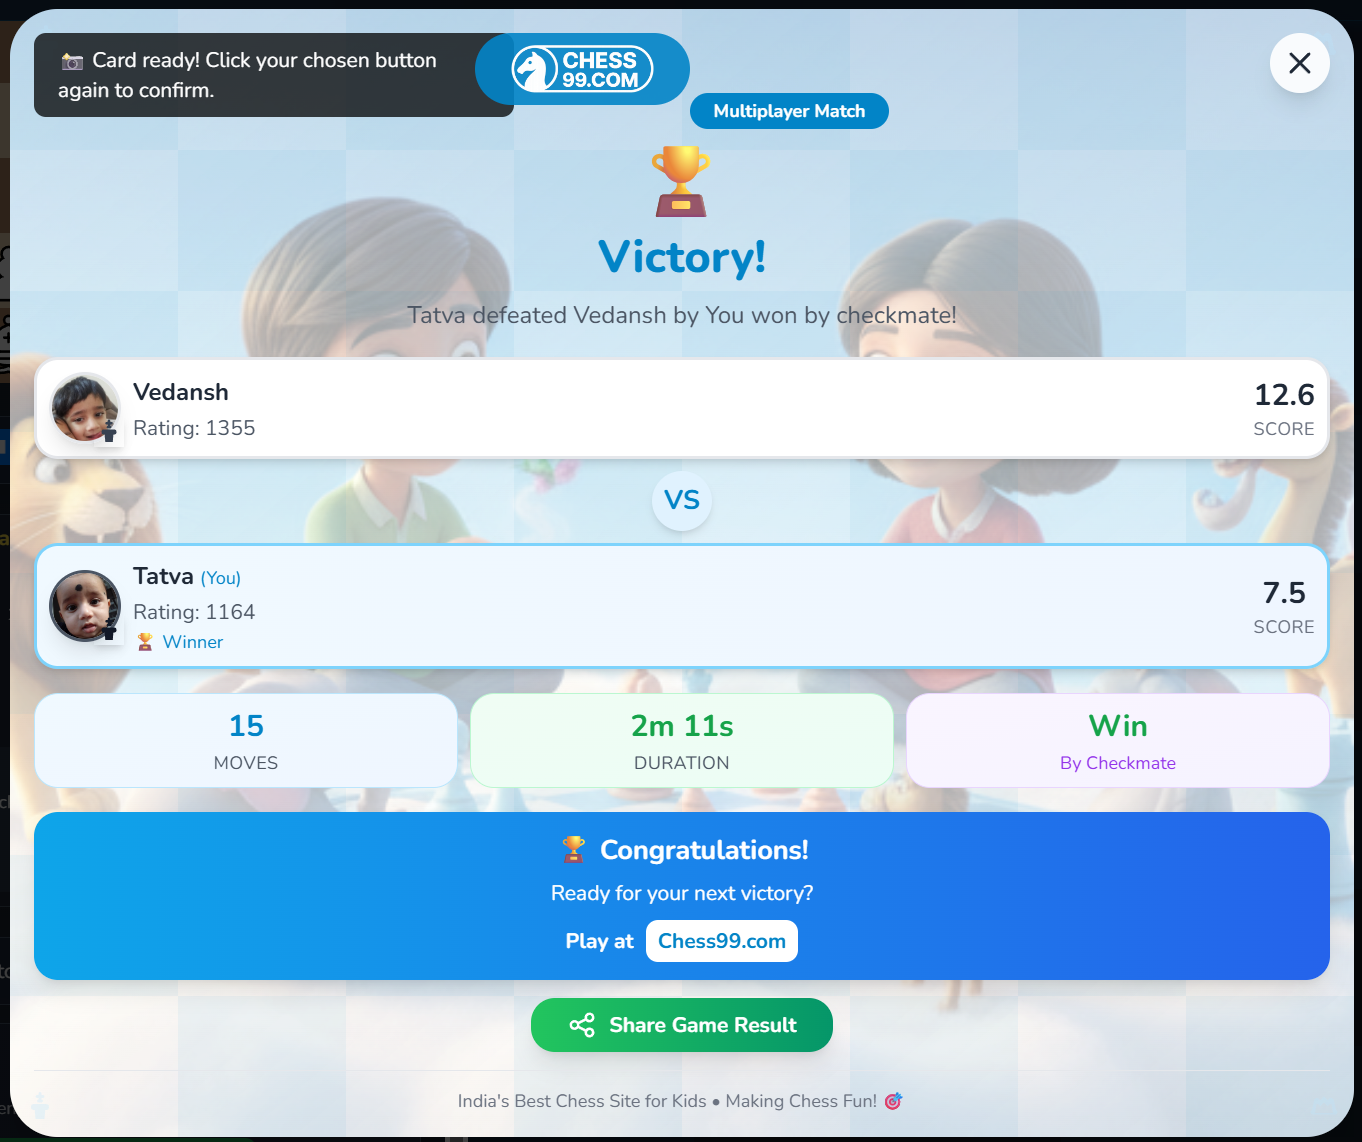 📸 Card ready! Click your chosen button
again to confirm.
CHESS
99.COM
Multiplayer Match
Victory!
Tatva defeated Vedansh by You won by checkmate!
Vedansh
Rating: 1355
12.6
SCORE
VS
Tatva (You)
Rating: 1164
🏆 Winner
7.5
SCORE
15
MOVES
2m 11s
DURATION
Win
By Checkmate
🏆 Congratulations!
Ready for your next victory?
Play at Chess99.com
Share Game Result
India's Best Chess Site for Kids • Making Chess Fun! 🎯